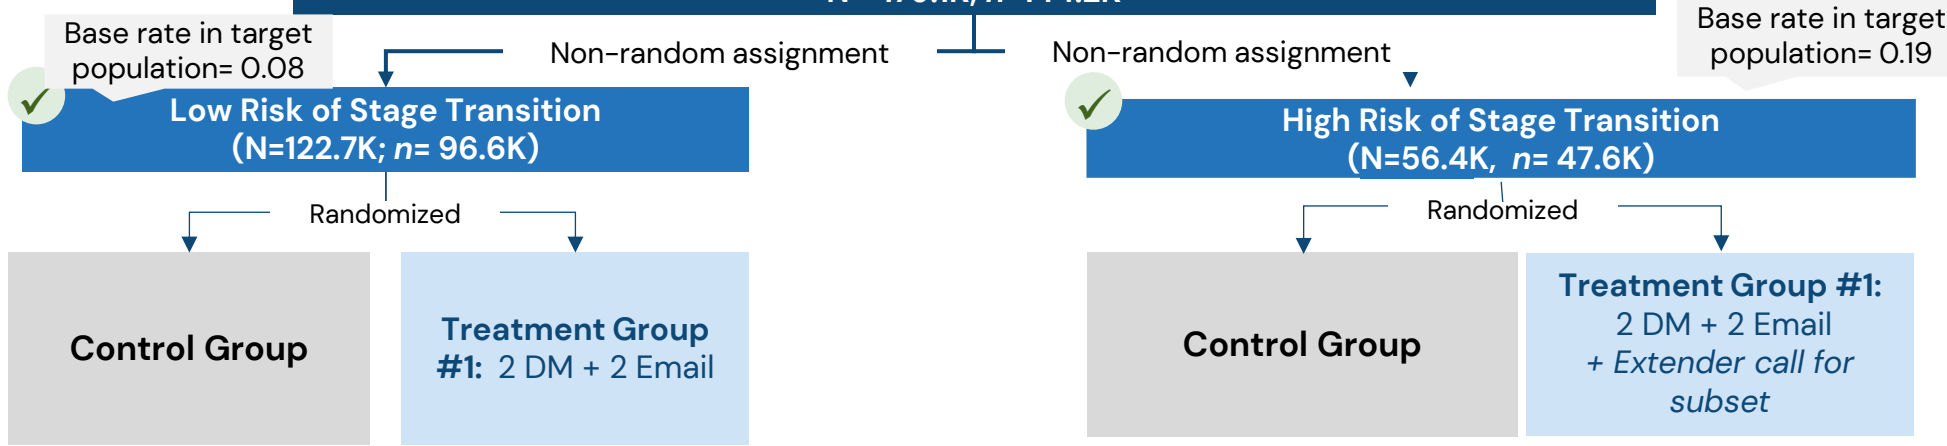 Base rate in target
population= 0.08
Base rate in target
population= 0.19
Non-random assignment
Non-random assignment
Low Risk of Stage Transition
(N=122.7K; n= 96.6K)
High Risk of Stage Transition
(N=56.4K, n= 47.6K)
Randomized
Randomized
Control Group
Treatment Group
#1: 2 DM + 2 Email
Control Group
Treatment Group #1:
2 DM + 2 Email
+ Extender call for
subset